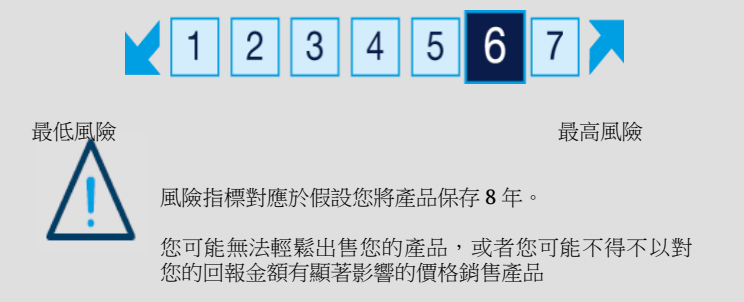 1 2 3 4 5 6 7
最低風險 最高風險
風險指標對應於假設您將產品保存 8 年。
您可能無法輕鬆出售您的產品，或者您可能不得不以對
您的回報金額有顯著影響的價格銷售產品